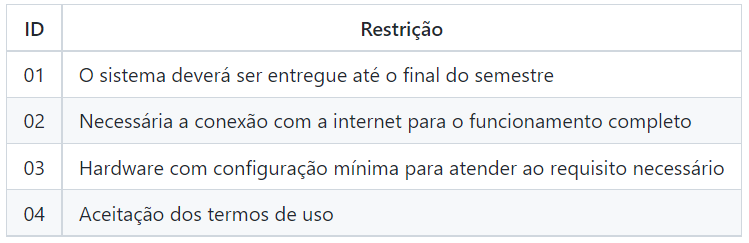 ID Restrição
01 O sistema deverá ser entregue até o final do semestre
02 Necessária a conexão com a internet para o funcionamento completo
03 Hardware com configuração mínima para atender ao requisito necessário
04 Aceitação dos termos de uso